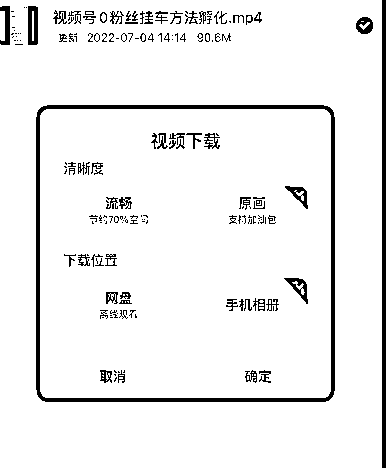 视频号0粉丝挂车方法孵化.mp4
更新 2022-07-04 14:14 90.6M
视频下载
清晰度
流畅 原画
节约70%空间 支持加油包
下载位置
网盘 手机相册
离线观看
取消 确定